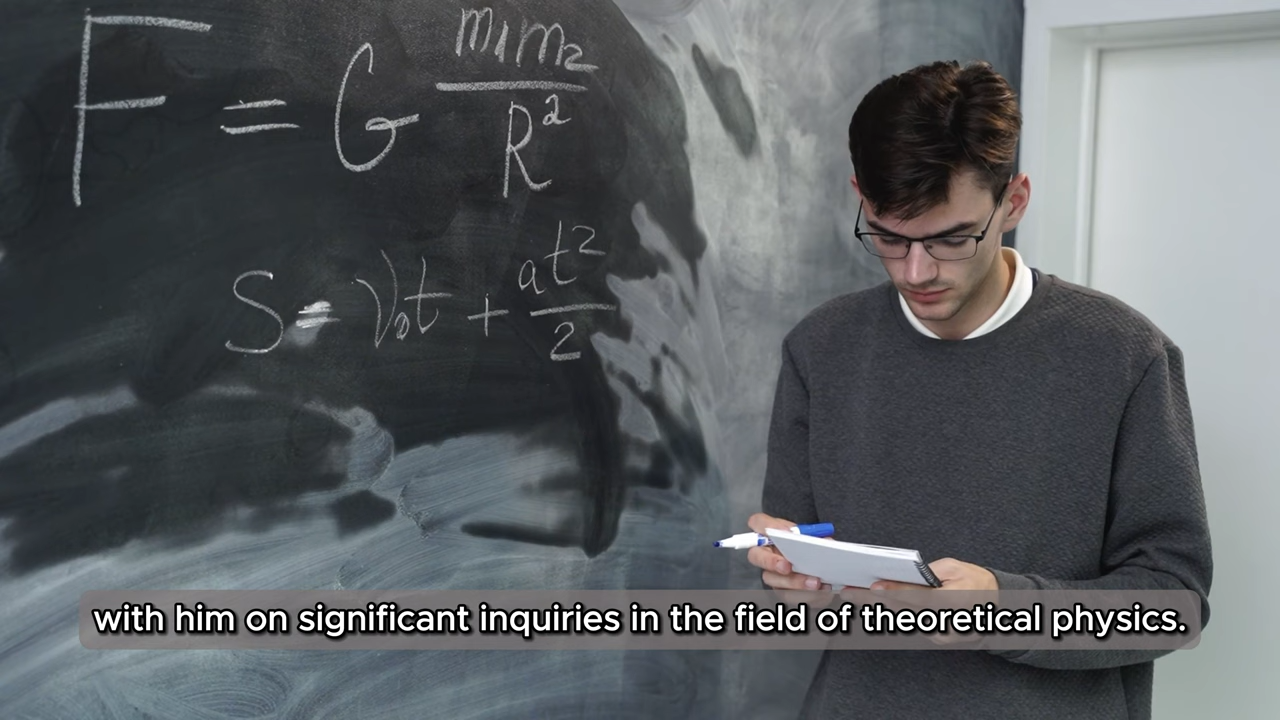 F = G m₁m₂/R²
S = V₀t + at²/2
with him on significant inquiries in the field of theoretical physics.